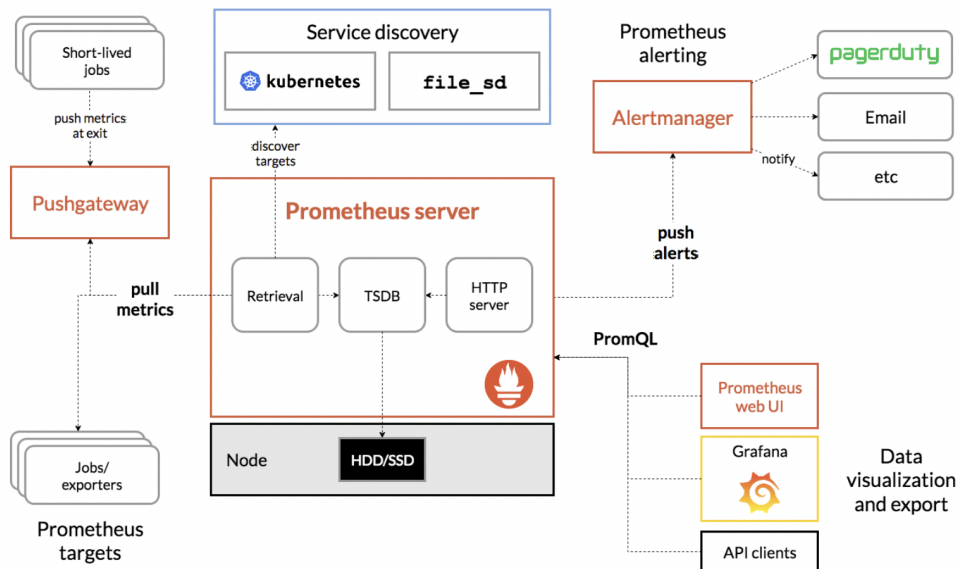 Short-lived
jobs
push metrics
at exit
Pushgateway
pull
metrics
Jobs/
exporters
Prometheus
targets
Service discovery
kubernetes
file_sd
discover
targets
Prometheus server
Retrieval
TSDB
HTTP
server
Node
HDD/SSD
Prometheus
alerting
Alertmanager
pagerduty
Email
notify
etc
push
alerts
PromQL
Prometheus
web UI
Grafana
API clients
Data
visualization
and export